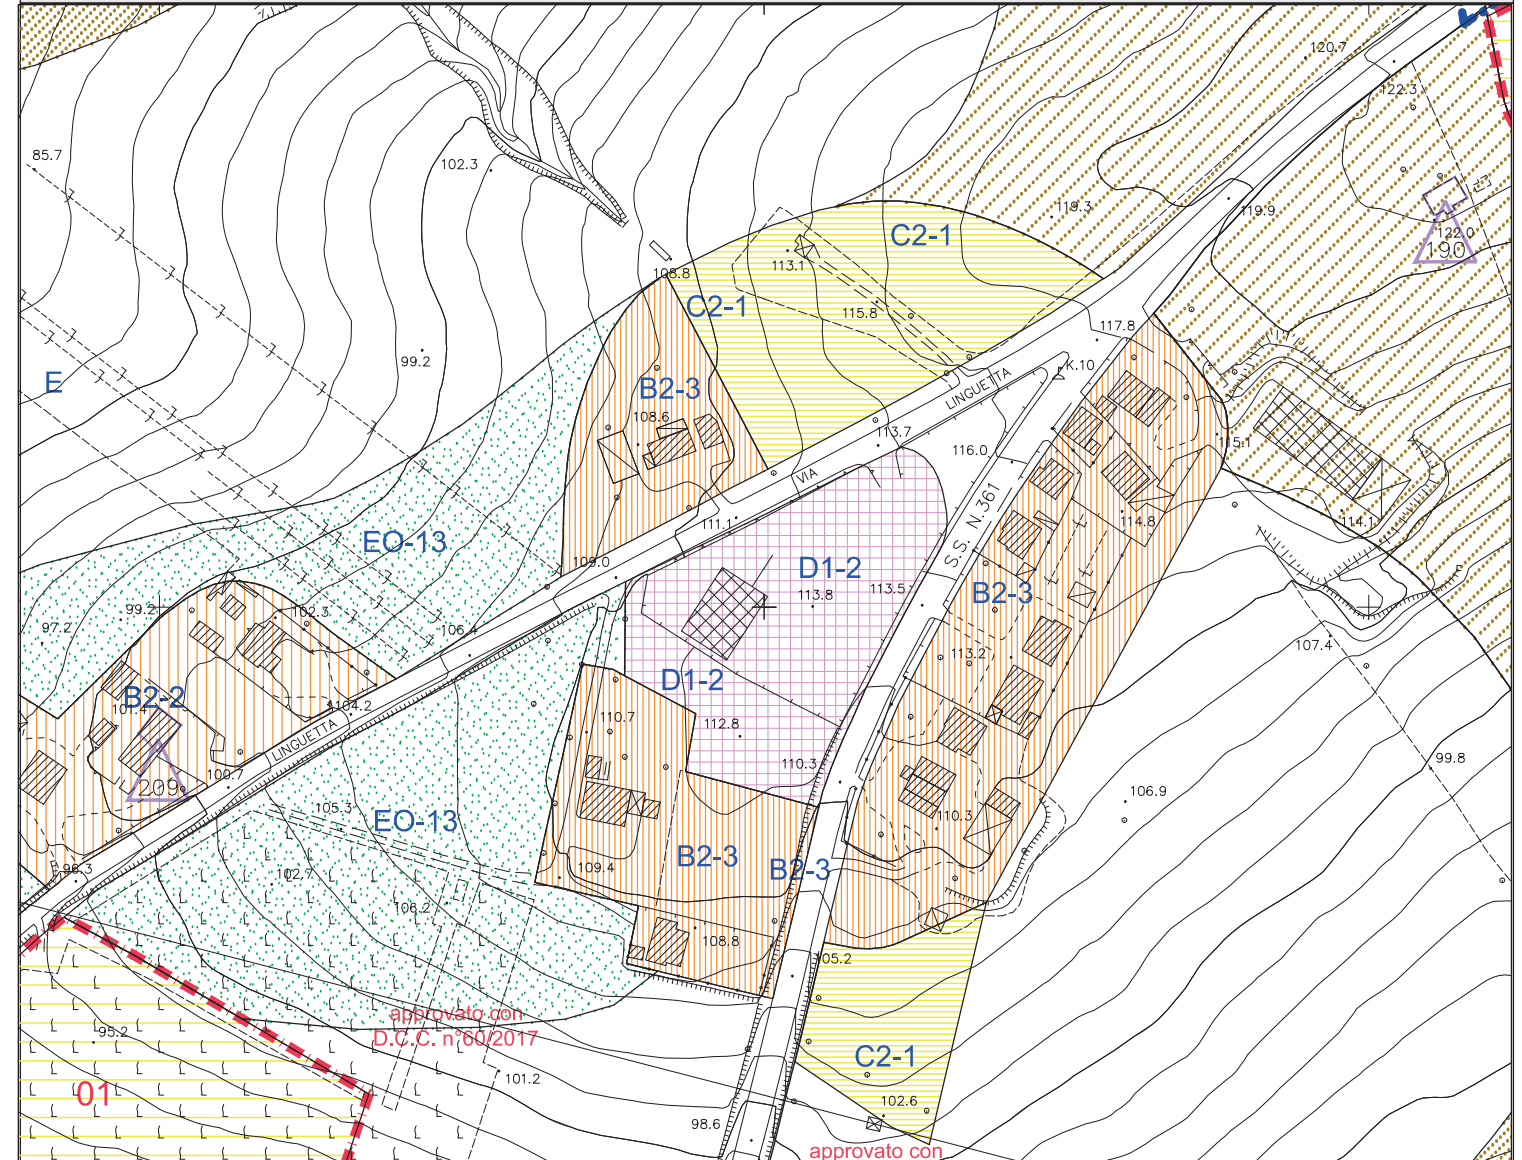 120.7
122.3
85.7
102.3
119.3
119.9
122.0
190
C2-1
113.1
108.8
C2-1
115.8
117.8
K.10
99.2
E
B2-3
108.6
LINGUETTA
113.7
116.0
115.1
VIA
S.S. N.361
111.1
114.8
114.1
EO-13
109.0
D1-2
113.8
113.5
B2-3
99.2
102.3
97.2
106.4
107.4
113.2
D1-2
B2-2
101.4
104.2
110.7
112.8
LINGUETTA
110.3
99.8
100.7
209
105.3
EO-13
106.9
110.3
B2-3
B2-3
96.3
102.7
109.4
106.2
108.8
105.2
approvato con
D.C.C. n°60/2017
95.2
C2-1
101.2
01
102.6
98.6
approvato con